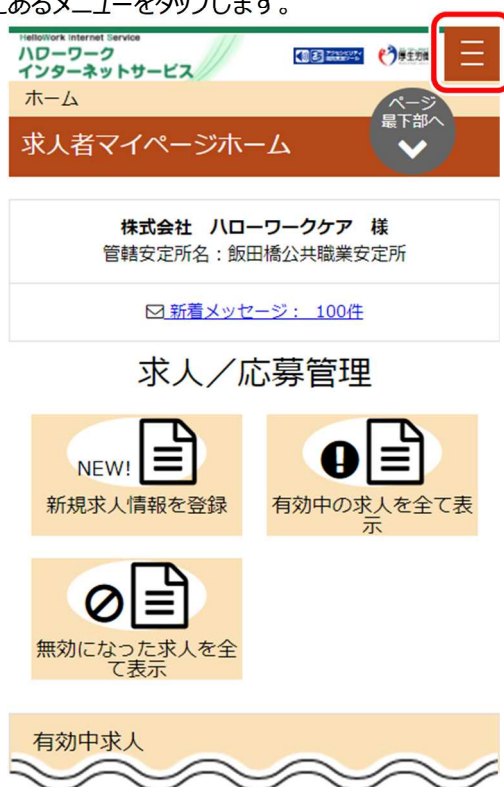 にあるメニューをタップします。
HelloWork Internet Service
ハローワーク
インターネットサービス
ホーム
ページ
最下部へ
求人者マイページホーム
株式会社 ハローワークケア 様
管轄安定所名：飯田橋公共職業安定所
新着メッセージ： 100件
求人／応募管理
NEW!
新規求人情報を登録
有効中の求人を全て表
示
無効になった求人を全
て表示
有効中求人